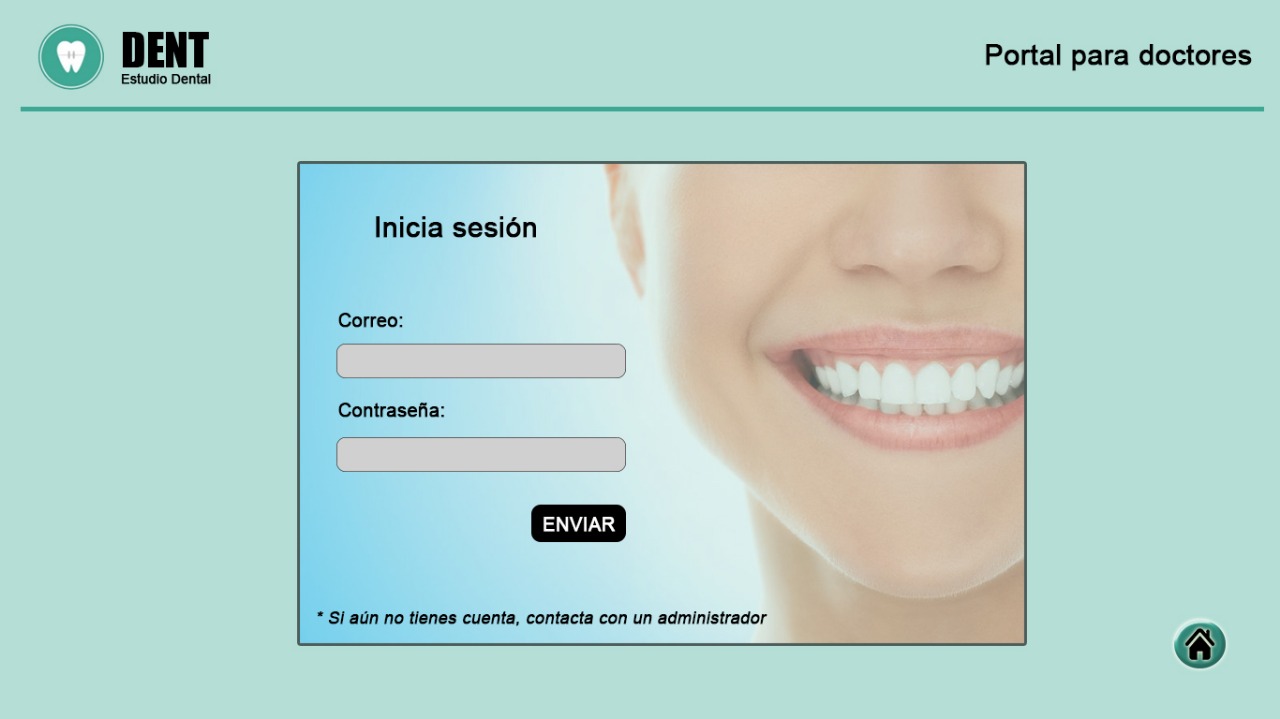 DENT
Estudio Dental
Portal para doctores
Inicia sesión
Correo:
Contraseña:
ENVIAR
* Si aún no tienes cuenta, contacta con un administrador